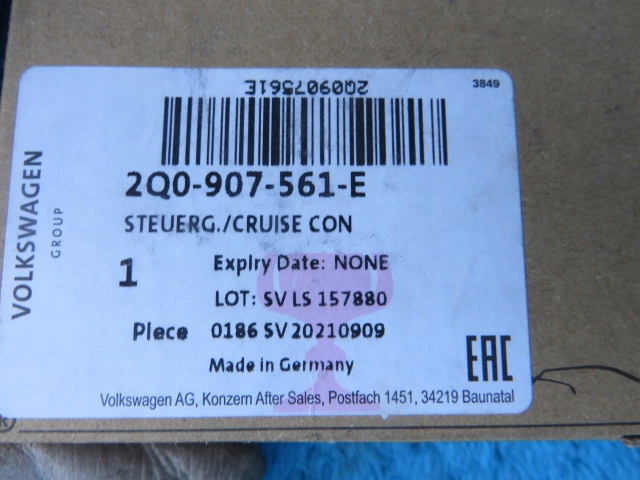 2Q0907561E
3849
2Q0-907-561-E
VOLKSWAGEN
GROUP
STEUERG./CRUISE CON
1
Expiry Date: NONE
LOT: SV LS 157880
Piece 0186 SV 20210909
Made in Germany
EAC
Volkswagen AG, Konzern After Sales, Postfach 1451, 34219 Baunatal